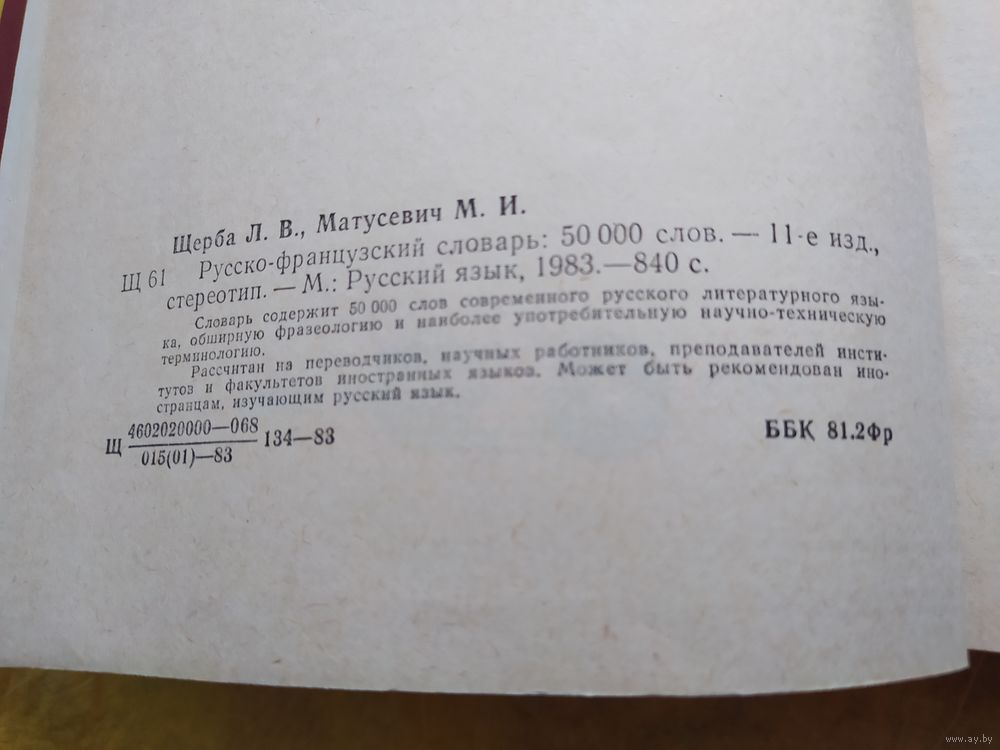 Щерба Л. В., Матусевич М. И.
Щ 61 Русско-французский словарь: 50 000 слов. — 11-е изд.,
стереотип. — М.: Русский язык, 1983.—840 с.
Словарь содержит 50 000 слов современного русского литературного язы-
ка, обширную фразеологию и наиболее употребительную научно-техническую
терминологию.
Рассчитан на переводчиков, научных работников, преподавателей инсти-
тутов и факультетов иностранных языков. Может быть рекомендован ино-
странцам, изучающим русский язык.
Щ 4602020000—068 134—83
015(01)—83
ББК 81.2Фр
www.ay.by